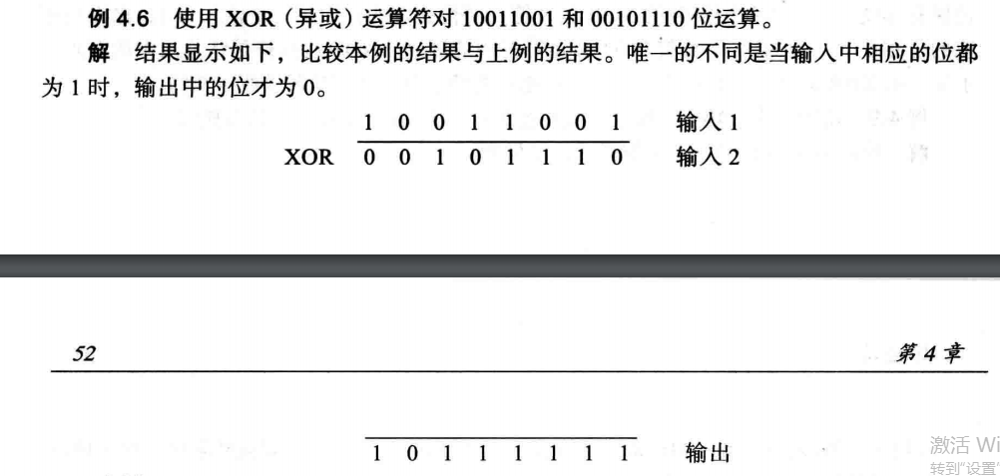 例 4.6 使用 XOR（异或）运算符对 10011001 和 00101110 位运算。
解 结果显示如下，比较本例的结果与上例的结果。唯一的不同是当输入中相应的位都
为 1 时，输出中的位才为 0。
1 0 0 1 1 0 0 1 输入 1
XOR 0 0 1 0 1 1 1 0 输入 2
52 第 4 章
1 0 1 1 1 1 1 1 输出
激活 Wi
转到"设置"